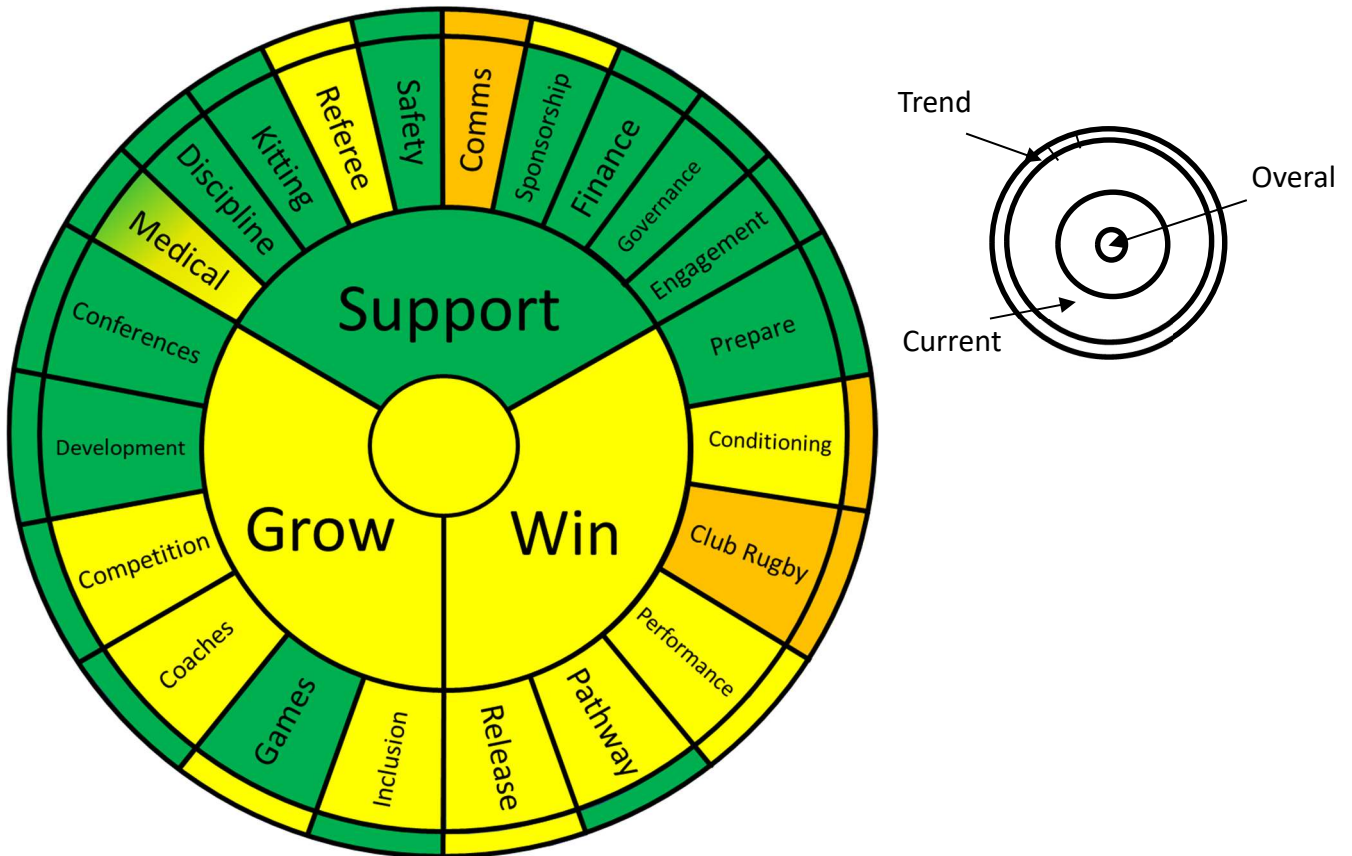 Support
Grow
Win
Medical
Discipline
Kitting
Referee
Safety
Comms
Sponsorship
Finance
Governance
Engagement
Prepare
Conditioning
Club Rugby
Performance
Pathway
Release
Inclusion
Games
Coaches
Competition
Development
Conferences
Trend
Overal
Current